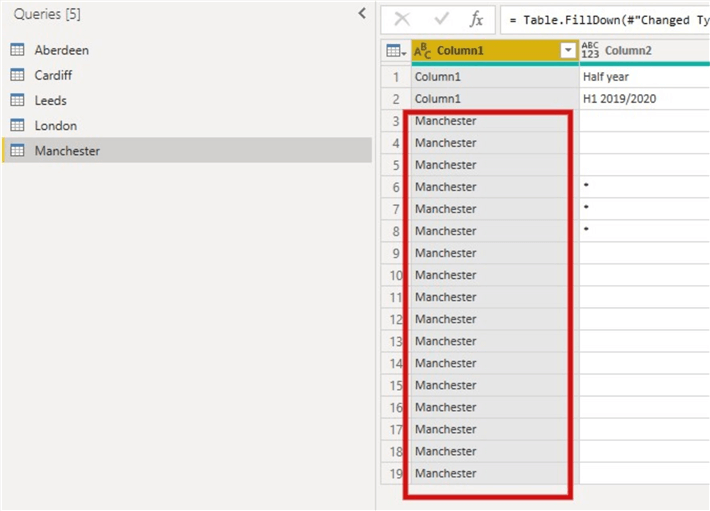 Queries [5]
Aberdeen
Cardiff
Leeds
London
Manchester
fx = Table.FillDown(#"Changed Ty
ABC Column1 ABC 123 Column2
1 Column1 Half year
2 Column1 H1 2019/2020
3 Manchester
4 Manchester
5 Manchester
6 Manchester *
7 Manchester *
8 Manchester *
9 Manchester
10 Manchester
11 Manchester
12 Manchester
13 Manchester
14 Manchester
15 Manchester
16 Manchester
17 Manchester
18 Manchester
19 Manchester